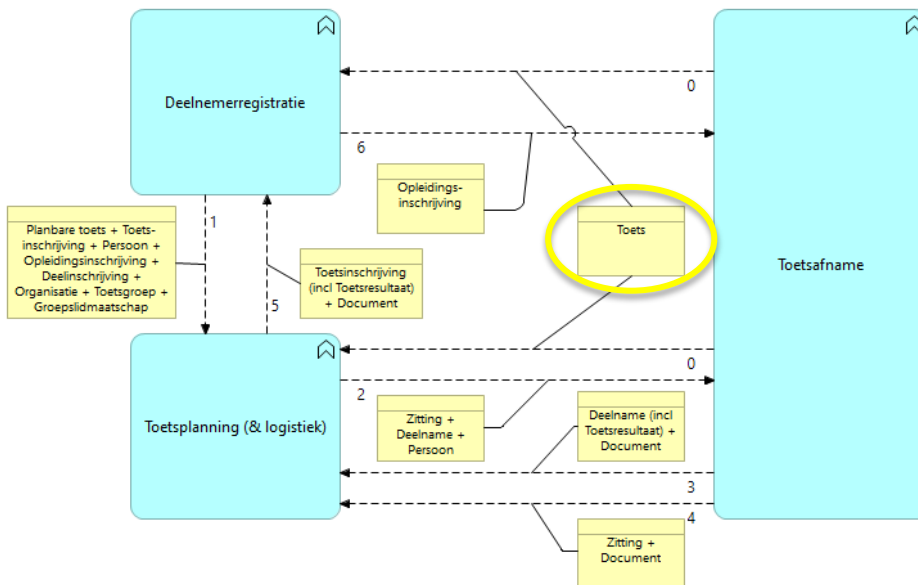 Deelnemerregistratie
0
6
Opleidings-
inschrijving
Toets
Toetsafname
1
Planbare toets + Toets-
inschrijving + Persoon +
Opleidingsinschrijving +
Deelinschrijving +
Organisatie + Toetsgroep +
Groepslidmaatschap
Toetsinschrijving
(incl Toetsresultaat)
+ Document
5
Toetsplanning (& logistiek)
0
2
Zitting +
Deelname +
Persoon
Deelname (incl
Toetsresultaat) +
Document
3
4
Zitting +
Document